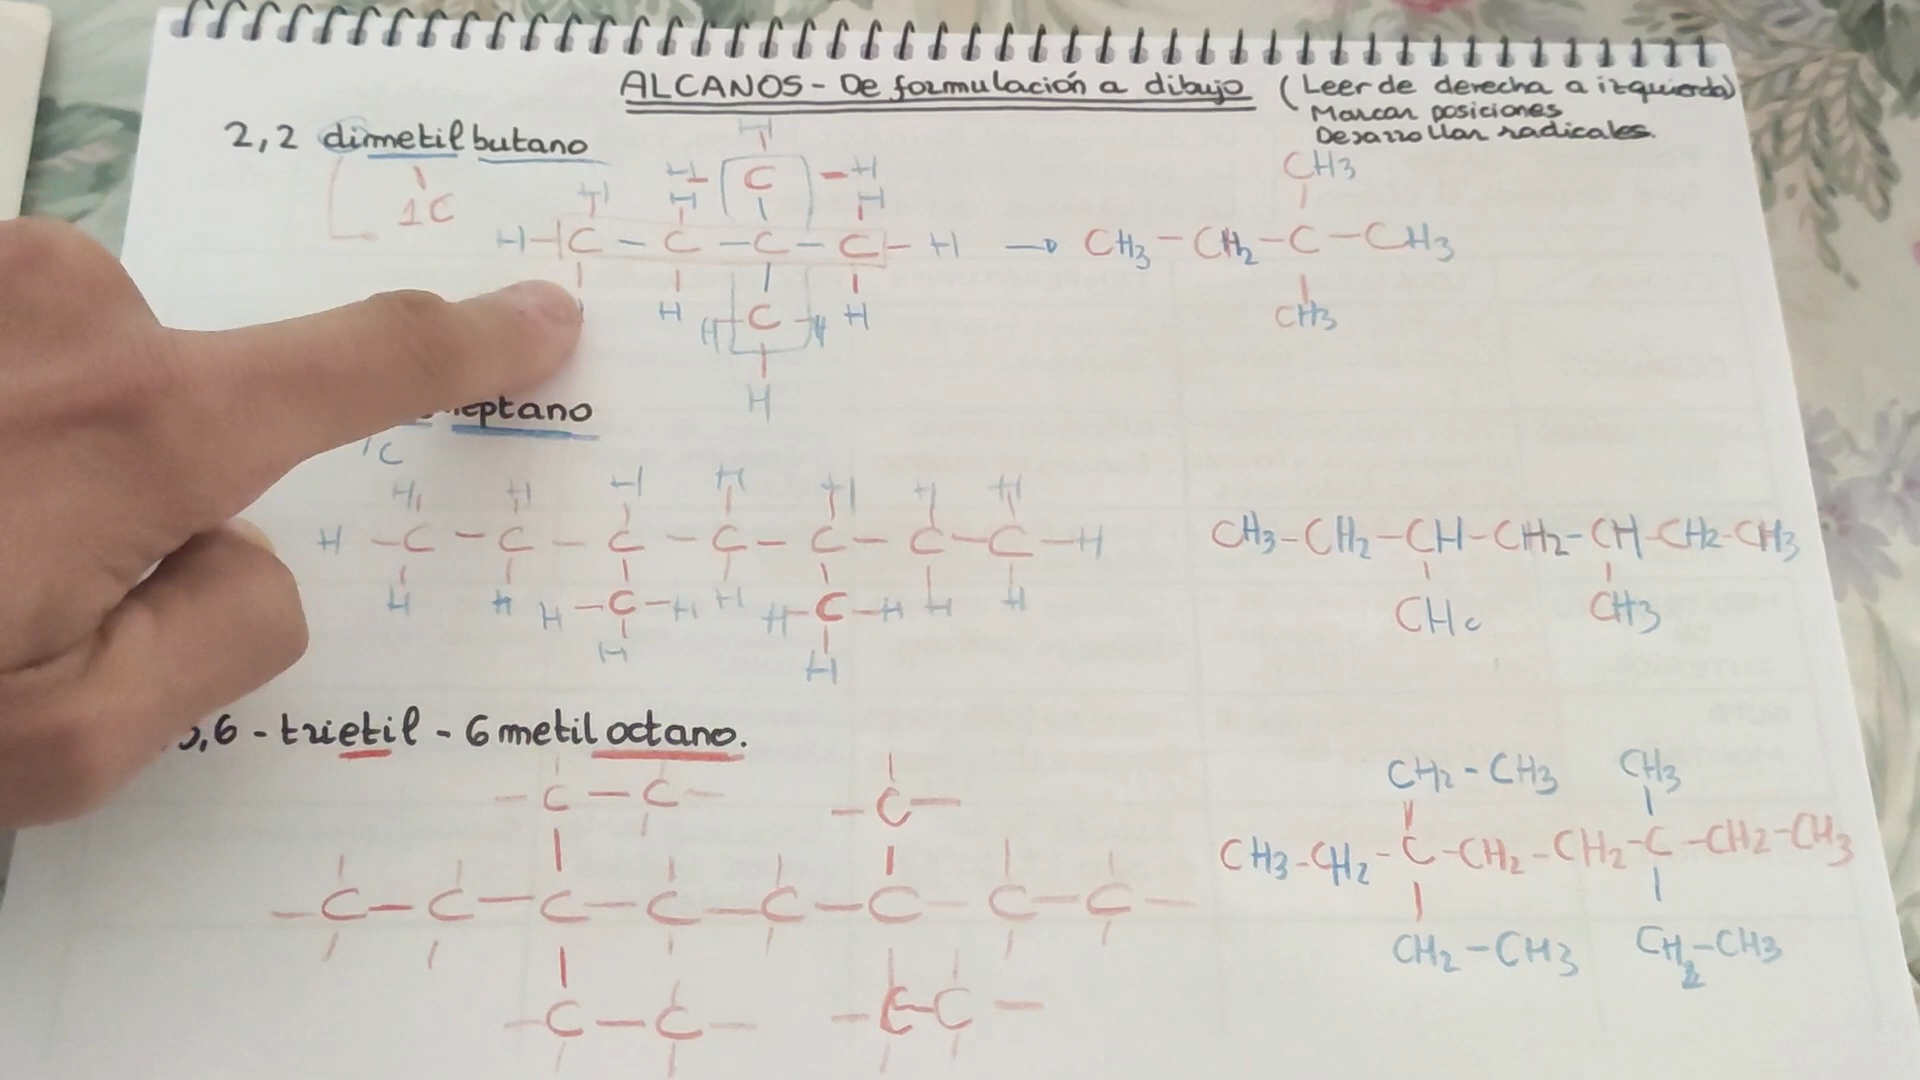 ALCANOS - De formulación a dibujo (Leer de derecha a izquierda)
Marcar posiciones
Desarrollar radicales.
2,2 dimetil butano
1C
H
H - C - H
H H H
H - C - C - C - C - H → CH3 - CH2 - C - CH3
CH3
CH3
H H - C - H H
H
heptano
1C
H H H H H H H
H - C - C - C - C - C - C - C - H
H H H - C - H H H - C - H H H
H H
CH3 - CH2 - CH - CH2 - CH - CH2 - CH3
CH3
,6 - trietil - 6 metil octano.
- C - C - - C -
- C - C - C - C - C - C - C - C -
- C - C - - C - C -
CH2 - CH3 CH3
CH3 - CH2 - C - CH2 - CH2 - C - CH2 - CH3
CH2 - CH3 CH2 - CH3